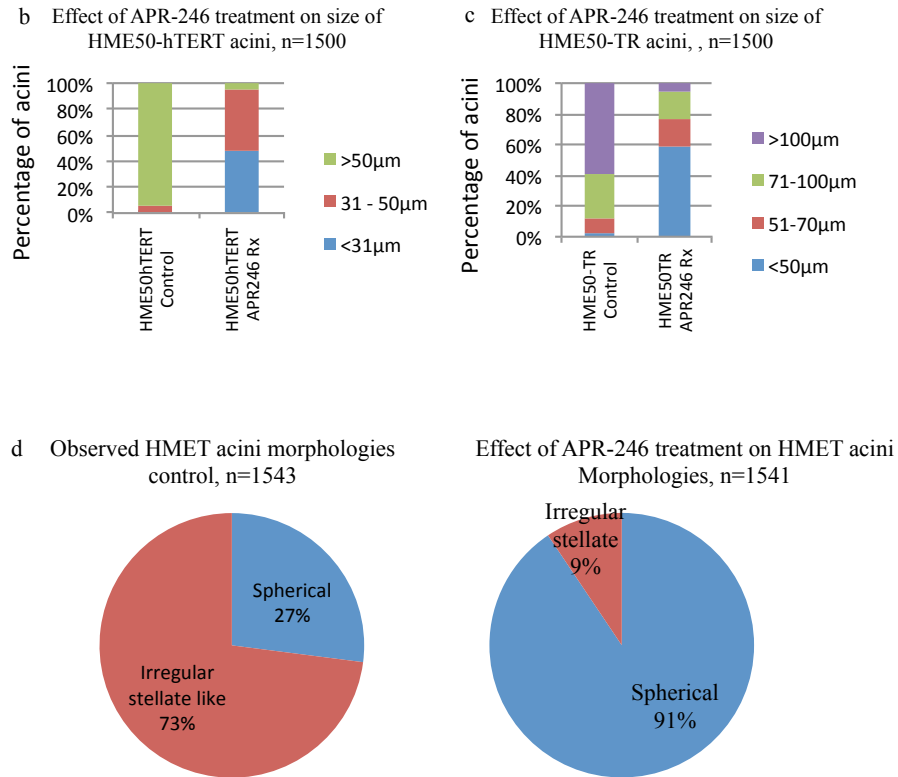 b Effect of APR-246 treatment on size of
HME50-hTERT acini, n=1500
Percentage of acini
100%
80%
60%
40%
20%
0%
HME50hTERT
Control
HME50hTERT
APR246 Rx
>50µm
31 - 50µm
<31µm
c Effect of APR-246 treatment on size of
HME50-TR acini, , n=1500
Percentage of acini
100%
80%
60%
40%
20%
0%
HME50-TR
Control
HME50TR
APR246 Rx
>100µm
71-100µm
51-70µm
<50µm
d Observed HMET acini morphologies
control, n=1543
Spherical
27%
Irregular
stellate like
73%
Effect of APR-246 treatment on HMET acini
Morphologies, n=1541
Irregular
stellate
9%
Spherical
91%